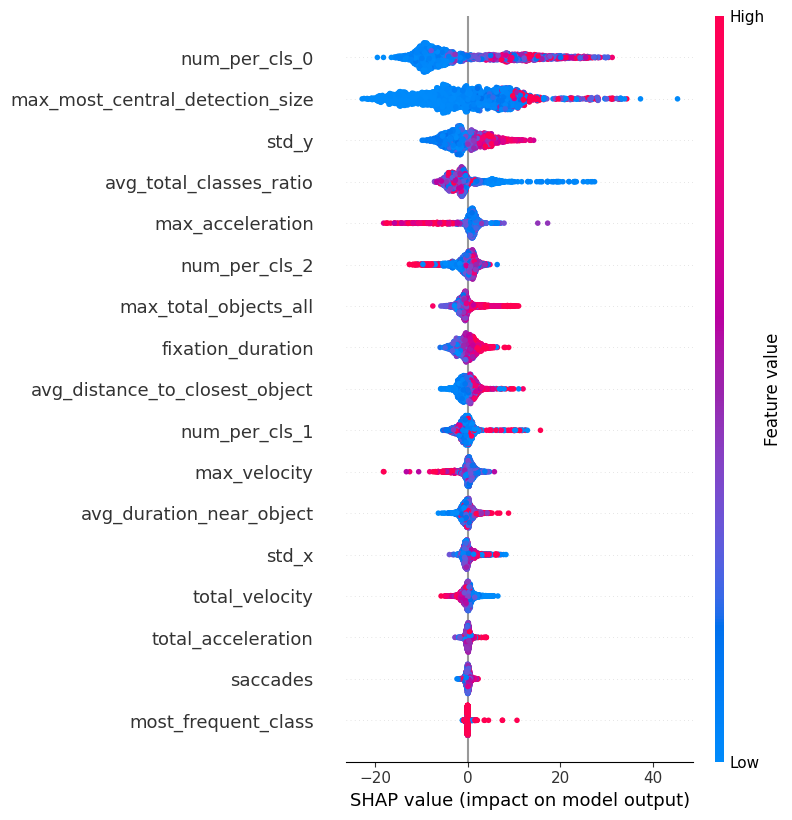 High
num_per_cls_0
max_most_central_detection_size
std_y
avg_total_classes_ratio
max_acceleration
num_per_cls_2
max_total_objects_all
fixation_duration
avg_distance_to_closest_object
num_per_cls_1
max_velocity
avg_duration_near_object
std_x
total_velocity
total_acceleration
saccades
most_frequent_class
Feature value
Low
−20 0 20 40
SHAP value (impact on model output)